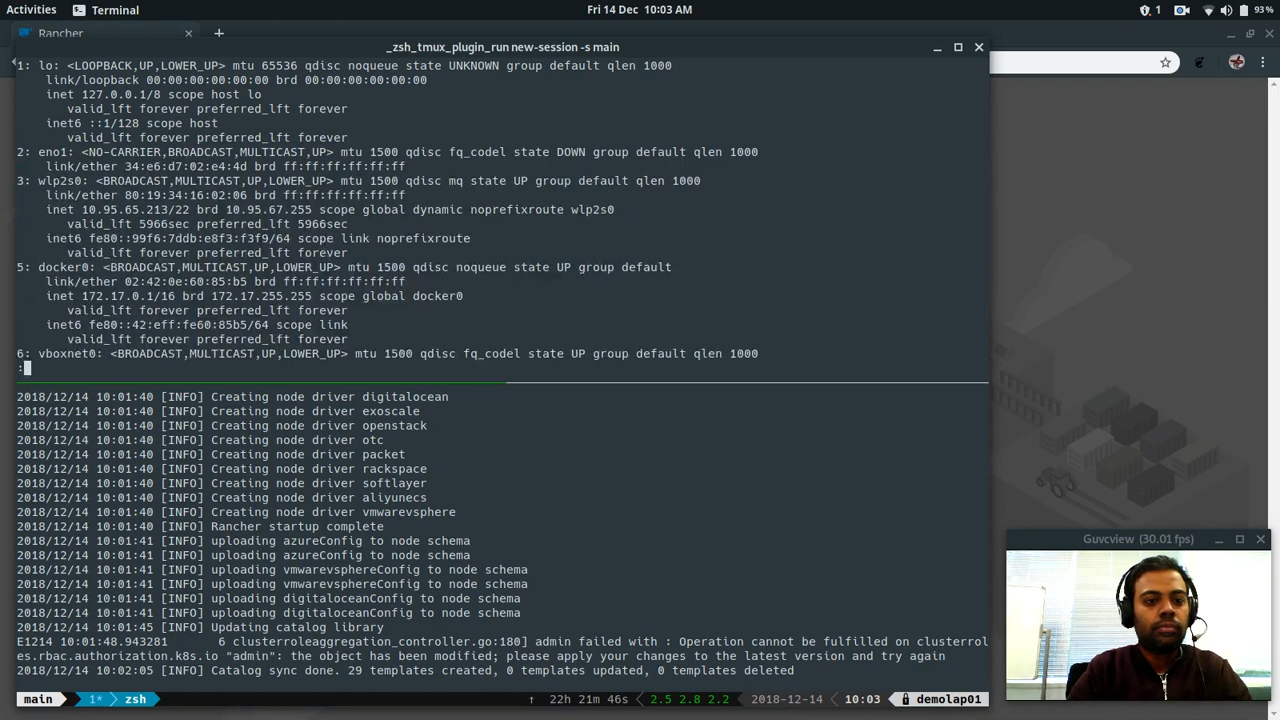 Activities Terminal Fri 14 Dec 10:03 AM 1 93%
Rancher
_zsh_tmux_plugin_run new-session -s main
1: lo: <LOOPBACK,UP,LOWER_UP> mtu 65536 qdisc noqueue state UNKNOWN group default qlen 1000
link/loopback 00:00:00:00:00:00 brd 00:00:00:00:00:00
inet 127.0.0.1/8 scope host lo
valid_lft forever preferred_lft forever
inet6 ::1/128 scope host
valid_lft forever preferred_lft forever
2: eno1: <NO-CARRIER,BROADCAST,MULTICAST,UP> mtu 1500 qdisc fq_codel state DOWN group default qlen 1000
link/ether 34:e6:d7:02:e4:4d brd ff:ff:ff:ff:ff:ff
3: wlp2s0: <BROADCAST,MULTICAST,UP,LOWER_UP> mtu 1500 qdisc mq state UP group default qlen 1000
link/ether 80:19:34:16:02:06 brd ff:ff:ff:ff:ff:ff
inet 10.95.65.213/22 brd 10.95.67.255 scope global dynamic noprefixroute wlp2s0
valid_lft 5966sec preferred_lft 5966sec
inet6 fe80::99f6:7ddb:e8f3:f3f9/64 scope link noprefixroute
valid_lft forever preferred_lft forever
5: docker0: <BROADCAST,MULTICAST,UP,LOWER_UP> mtu 1500 qdisc noqueue state UP group default
link/ether 02:42:0e:60:85:b5 brd ff:ff:ff:ff:ff:ff
inet 172.17.0.1/16 brd 172.17.255.255 scope global docker0
valid_lft forever preferred_lft forever
inet6 fe80::42:eff:fe60:85b5/64 scope link
valid_lft forever preferred_lft forever
6: vboxnet0: <BROADCAST,MULTICAST,UP,LOWER_UP> mtu 1500 qdisc fq_codel state UP group default qlen 1000
:
2018/12/14 10:01:40 [INFO] Creating node driver digitalocean
2018/12/14 10:01:40 [INFO] Creating node driver exoscale
2018/12/14 10:01:40 [INFO] Creating node driver openstack
2018/12/14 10:01:40 [INFO] Creating node driver otc
2018/12/14 10:01:40 [INFO] Creating node driver packet
2018/12/14 10:01:40 [INFO] Creating node driver rackspace
2018/12/14 10:01:40 [INFO] Creating node driver softlayer
2018/12/14 10:01:40 [INFO] Creating node driver aliyunecs
2018/12/14 10:01:40 [INFO] Creating node driver vmwarevsphere
2018/12/14 10:01:40 [INFO] Rancher startup complete
2018/12/14 10:01:41 [INFO] uploading azureConfig to node schema
2018/12/14 10:01:41 [INFO] uploading azureConfig to node schema
2018/12/14 10:01:41 [INFO] uploading vmwarevsphereConfig to node schema
2018/12/14 10:01:41 [INFO] uploading vmwarevsphereConfig to node schema
2018/12/14 10:01:41 [INFO] uploading digitaloceanConfig to node schema
2018/12/14 10:01:41 [INFO] uploading digitaloceanConfig to node schema
2018/12/14 10:01:45 [INFO] Updating catalog library
E1214 10:01:48.943281 6 clusterroleaggregation_controller.go:180] admin failed with : Operation cannot be fulfilled on clusterrol
es.rbac.authorization.k8s.io "admin": the object has been modified; please apply your changes to the latest version and try again
2018/12/14 10:02:05 [INFO] Catalog sync done. templates created, 0 templates updated, 0 templates deleted
main 1* zsh ↑ 22h 21m 46s 2.5 2.8 2.2 2018-12-14 10:03 demolap01
Guvcview (30.01 fps)